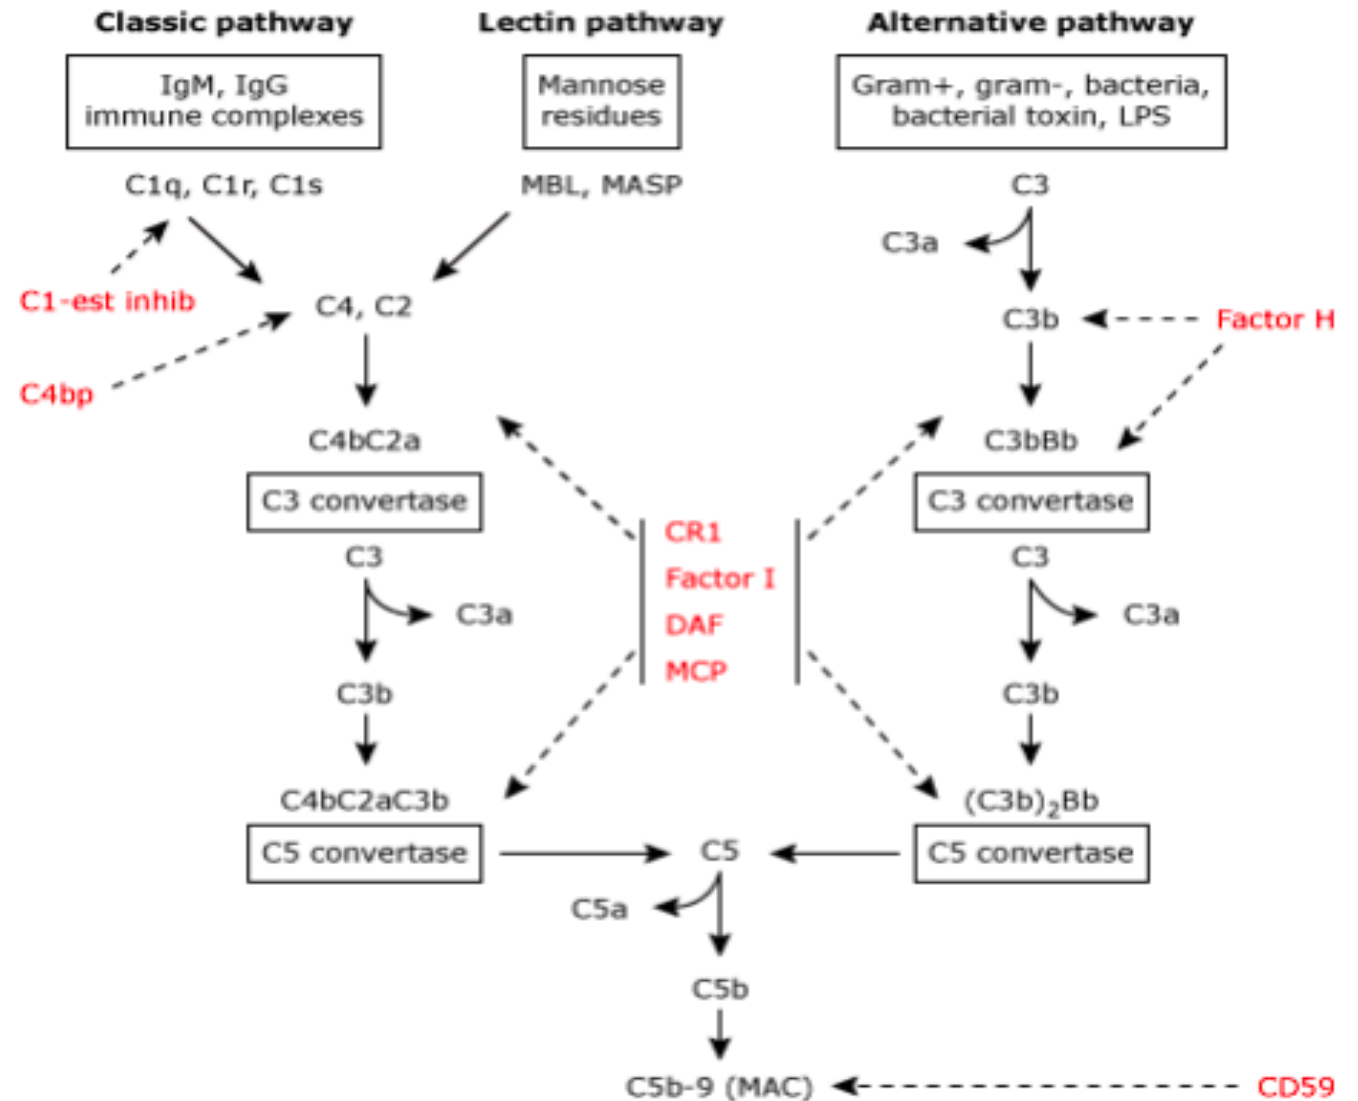 Classic pathway
Lectin pathway
Alternative pathway
IgM, IgG
immune complexes
Mannose
residues
Gram+, gram-, bacteria,
bacterial toxin, LPS
C1q, C1r, C1s
MBL, MASP
C3
C3a
C1-est inhib
C4, C2
C3b
Factor H
C4bp
C4bC2a
C3bBb
C3 convertase
C3 convertase
CR1
Factor I
DAF
MCP
C3
C3a
C3
C3a
C3b
C3b
C4bC2aC3b
(C3b)₂Bb
C5 convertase
C5
C5 convertase
C5a
C5b
C5b-9 (MAC)
CD59